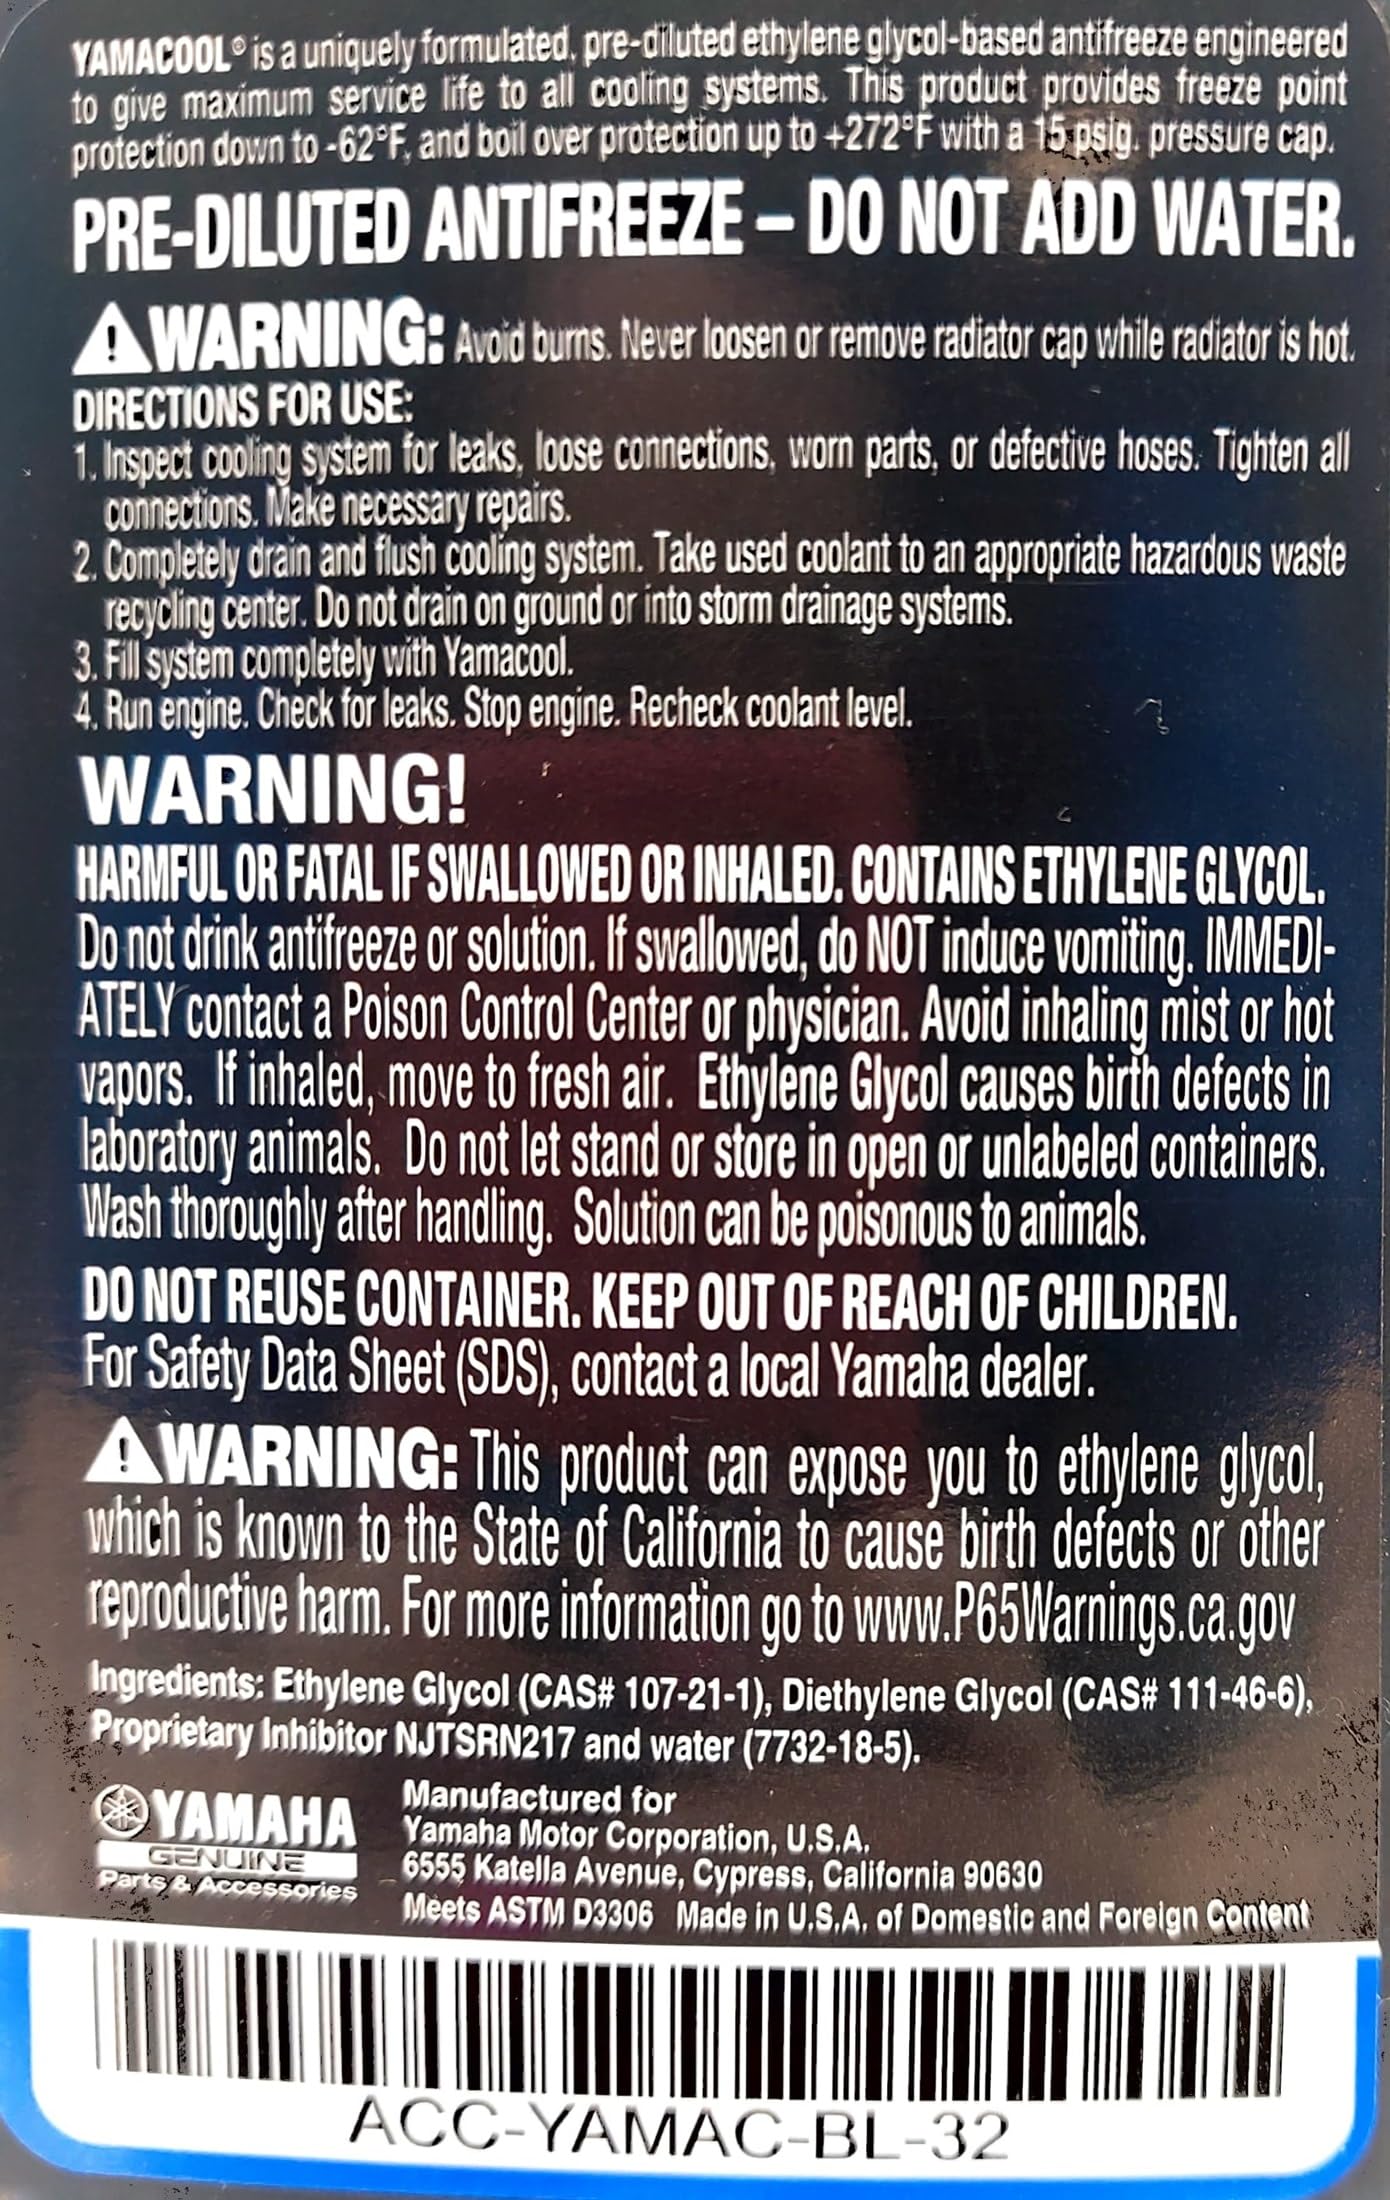 YAMACOOL® is a uniquely formulated, pre-diluted ethylene glycol-based antifreeze engineered
to give maximum service life to all cooling systems. This product provides freeze point
protection down to -62°F, and boil over protection up to +272°F with a 15 psig. pressure cap.
PRE-DILUTED ANTIFREEZE – DO NOT ADD WATER.
⚠WARNING: Avoid burns. Never loosen or remove radiator cap while radiator is hot.
DIRECTIONS FOR USE:
1. Inspect cooling system for leaks, loose connections, worn parts, or defective hoses. Tighten all
connections. Make necessary repairs.
2. Completely drain and flush cooling system. Take used coolant to an appropriate hazardous waste
recycling center. Do not drain on ground or into storm drainage systems.
3. Fill system completely with Yamacool.
4. Run engine. Check for leaks. Stop engine. Recheck coolant level.
WARNING!
HARMFUL OR FATAL IF SWALLOWED OR INHALED. CONTAINS ETHYLENE GLYCOL.
Do not drink antifreeze or solution. If swallowed, do NOT induce vomiting. IMMEDI-
ATELY contact a Poison Control Center or physician. Avoid inhaling mist or hot
vapors. If inhaled, move to fresh air. Ethylene Glycol causes birth defects in
laboratory animals. Do not let stand or store in open or unlabeled containers.
Wash thoroughly after handling. Solution can be poisonous to animals.
DO NOT REUSE CONTAINER. KEEP OUT OF REACH OF CHILDREN.
For Safety Data Sheet (SDS), contact a local Yamaha dealer.
⚠WARNING: This product can expose you to ethylene glycol,
which is known to the State of California to cause birth defects or other
reproductive harm. For more information go to www.P65Warnings.ca.gov
Ingredients: Ethylene Glycol (CAS# 107-21-1), Diethylene Glycol (CAS# 111-46-6),
Proprietary Inhibitor NJTSRN217 and water (7732-18-5).
YAMAHA
GENUINE
Parts & Accessories
Manufactured for
Yamaha Motor Corporation, U.S.A.
6555 Katella Avenue, Cypress, California 90630
Meets ASTM D3306 Made in U.S.A. of Domestic and Foreign Content
ACC-YAMAC-BL-32